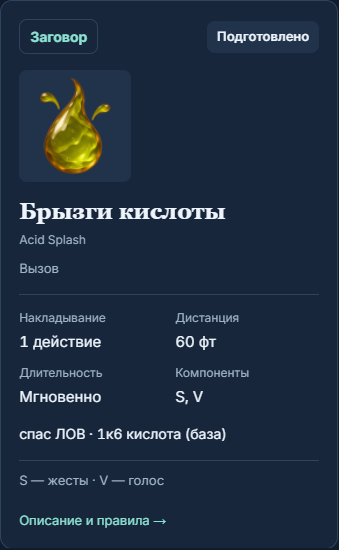 Заговор
Подготовлено
Брызги кислоты
Acid Splash
Вызов
Накладывание
Дистанция
1 действие
60 фт
Длительность
Компоненты
Мгновенно
S, V
спас ЛОВ · 1к6 кислота (база)
S — жесты · V — голос
Описание и правила →